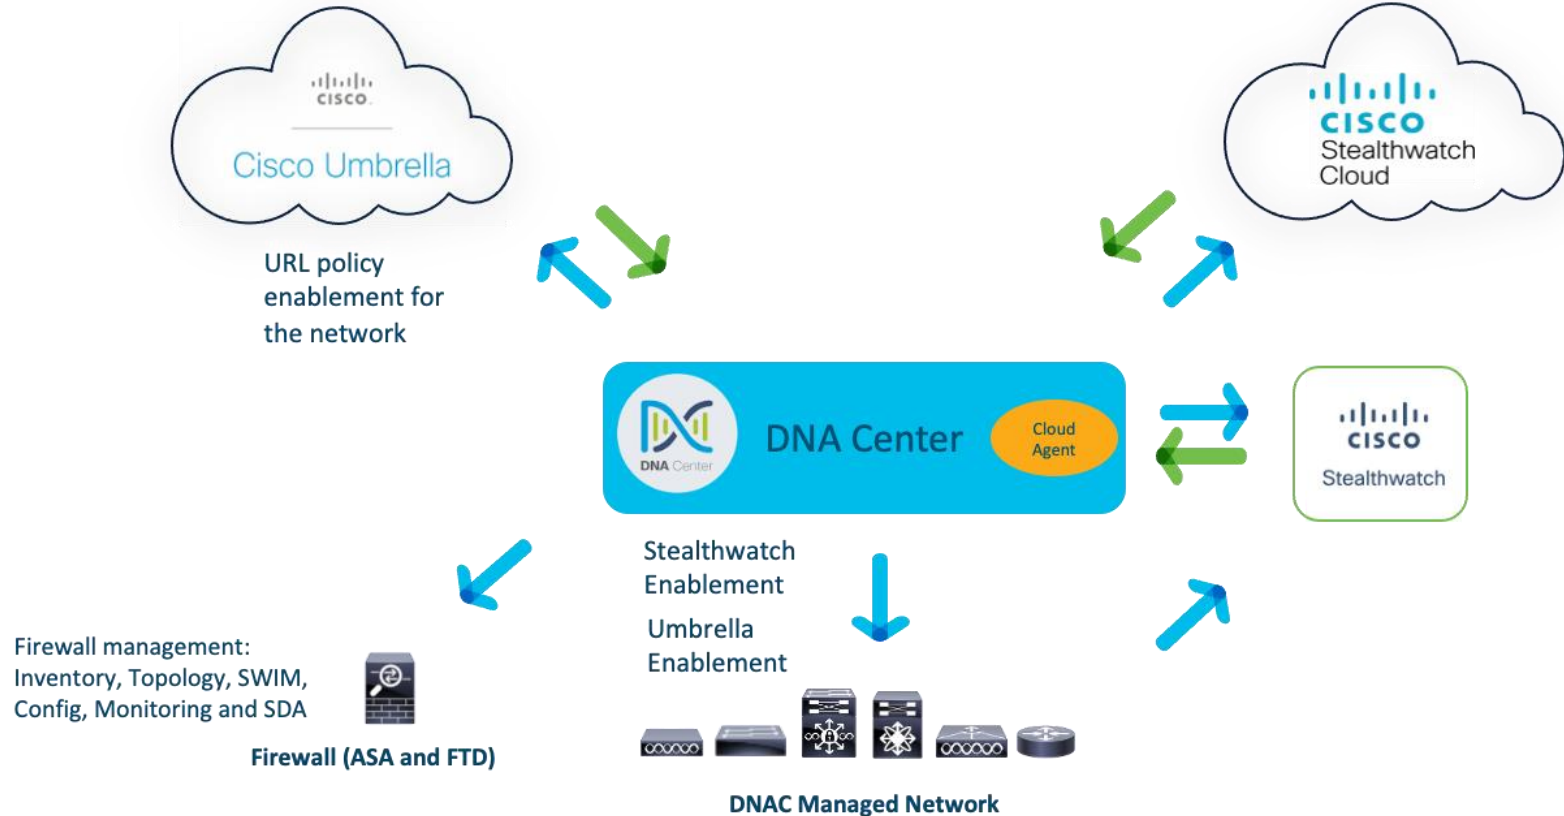 CISCO
Cisco Umbrella
CISCO
Stealthwatch
Cloud
URL policy
enablement for
the network
DNA Center
DNA Center
Cloud
Agent
CISCO
Stealthwatch
Stealthwatch
Enablement
Umbrella
Enablement
Firewall management:
Inventory, Topology, SWIM,
Config, Monitoring and SDA
Firewall (ASA and FTD)
DNAC Managed Network